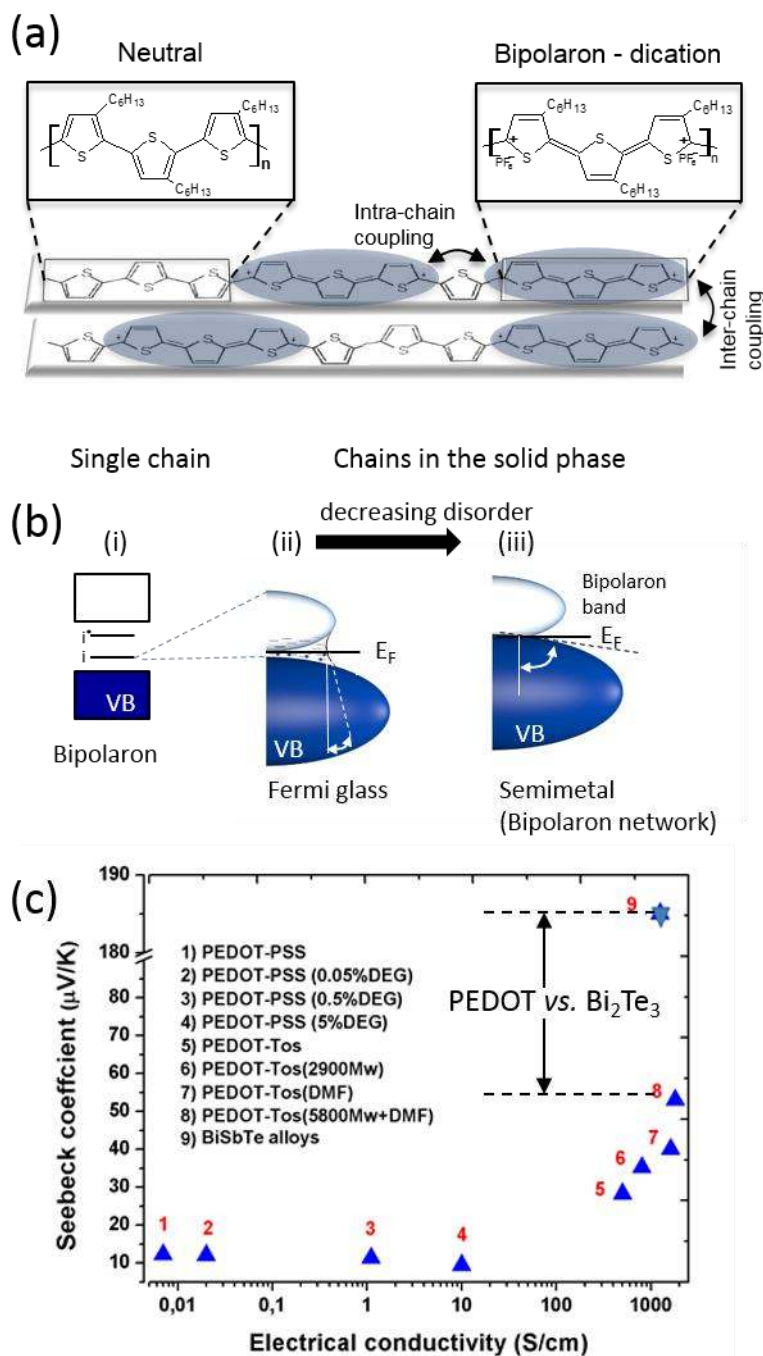 (a)
Neutral
Bipolaron - dication
C₆H₁₃
C₆H₁₃
S
S
S
n
C₆H₁₃
C₆H₁₃
C₆H₁₃
S
+
S
S
+
PF₆⁻
PF₆⁻
n
C₆H₁₃
Intra-chain
coupling
Inter-chain
coupling
Single chain
Chains in the solid phase
(b)
decreasing disorder
(i)
(ii)
(iii)
Bipolaron
band
i*
i
E_F
E_F
VB
VB
VB
Bipolaron
Fermi glass
Semimetal
(Bipolaron network)
(c)
190
180
80
70
60
50
40
30
20
10
Seebeck coeffcient (µV/K)
1) PEDOT-PSS
2) PEDOT-PSS (0.05%DEG)
3) PEDOT-PSS (0.5%DEG)
4) PEDOT-PSS (5%DEG)
5) PEDOT-Tos
6) PEDOT-Tos(2900Mw)
7) PEDOT-Tos(DMF)
8) PEDOT-Tos(5800Mw+DMF)
9) BiSbTe alloys
PEDOT vs. Bi₂Te₃
9
8
7
6
5
1
2
3
4
0,01
0,1
1
10
100
1000
Electrical conductivity (S/cm)